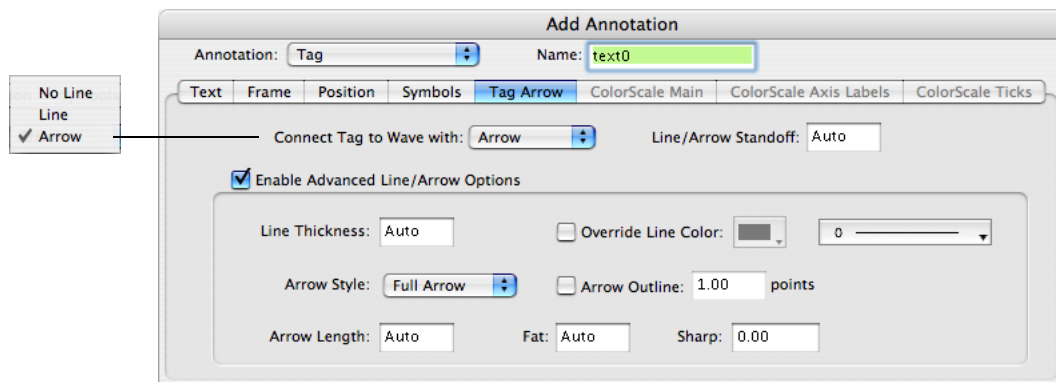 Add Annotation
Annotation: Tag Name: text0
Text Frame Position Symbols Tag Arrow ColorScale Main ColorScale Axis Labels ColorScale Ticks
No Line
Line
✓ Arrow
Connect Tag to Wave with: Arrow Line/Arrow Standoff: Auto
Enable Advanced Line/Arrow Options
Line Thickness: Auto Override Line Color: 0
Arrow Style: Full Arrow Arrow Outline: 1.00 points
Arrow Length: Auto Fat: Auto Sharp: 0.00